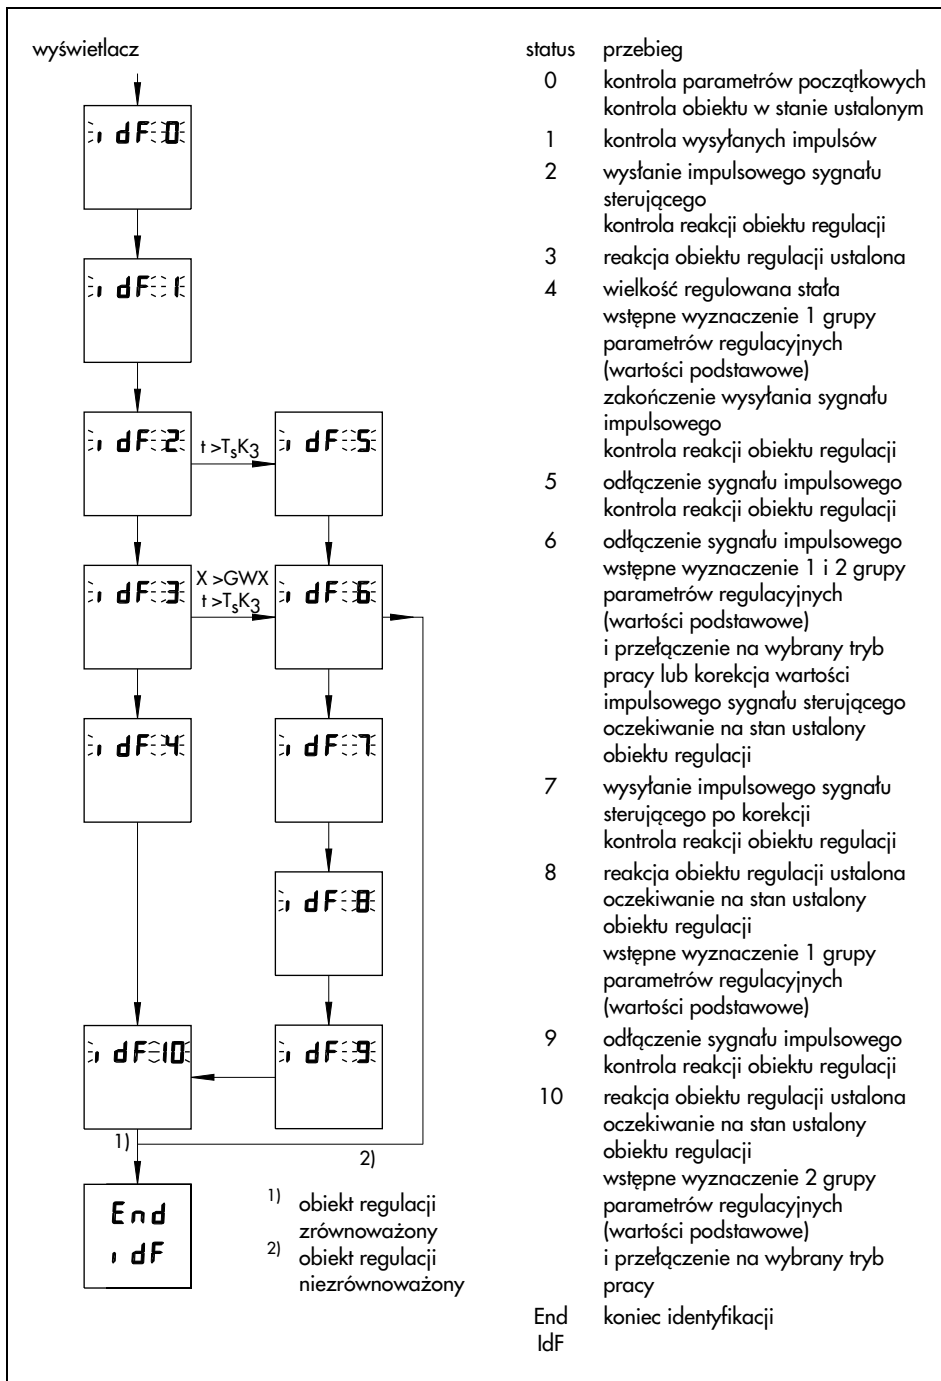 wyświetlacz
idF 0
idF 1
idF 2
t >TsK3
idF 5
idF 3
X >GWX
t >TsK3
idF 6
idF 4
idF 7
idF 8
idF 10
idF 9
1)
2)
End
idF
1) obiekt regulacji
zrównoważony
2) obiekt regulacji
niezrównoważony
status przebieg
0 kontrola parametrów początkowych
kontrola obiektu w stanie ustalonym
1 kontrola wysyłanych impulsów
2 wysłanie impulsowego sygnału
sterującego
kontrola reakcji obiektu regulacji
3 reakcja obiektu regulacji ustalona
4 wielkość regulowana stała
wstępne wyznaczenie 1 grupy
parametrów regulacyjnych
(wartości podstawowe)
zakończenie wysyłania sygnału
impulsowego
kontrola reakcji obiektu regulacji
5 odłączenie sygnału impulsowego
kontrola reakcji obiektu regulacji
6 odłączenie sygnału impulsowego
wstępne wyznaczenie 1 i 2 grupy
parametrów regulacyjnych
(wartości podstawowe)
i przełączenie na wybrany tryb
pracy lub korekcja wartości
impulsowego sygnału sterującego
oczekiwanie na stan ustalony
obiektu regulacji
7 wysyłanie impulsowego sygnału
sterującego po korekcji
kontrola reakcji obiektu regulacji
8 reakcja obiektu regulacji ustalona
oczekiwanie na stan ustalony
obiektu regulacji
wstępne wyznaczenie 1 grupy
parametrów regulacyjnych
(wartości podstawowe)
9 odłączenie sygnału impulsowego
kontrola reakcji obiektu regulacji
10 reakcja obiektu regulacji ustalona
oczekiwanie na stan ustalony
obiektu regulacji
wstępne wyznaczenie 2 grupy
parametrów regulacyjnych
(wartości podstawowe)
i przełączenie na wybrany tryb
pracy
End koniec identyfikacji
IdF